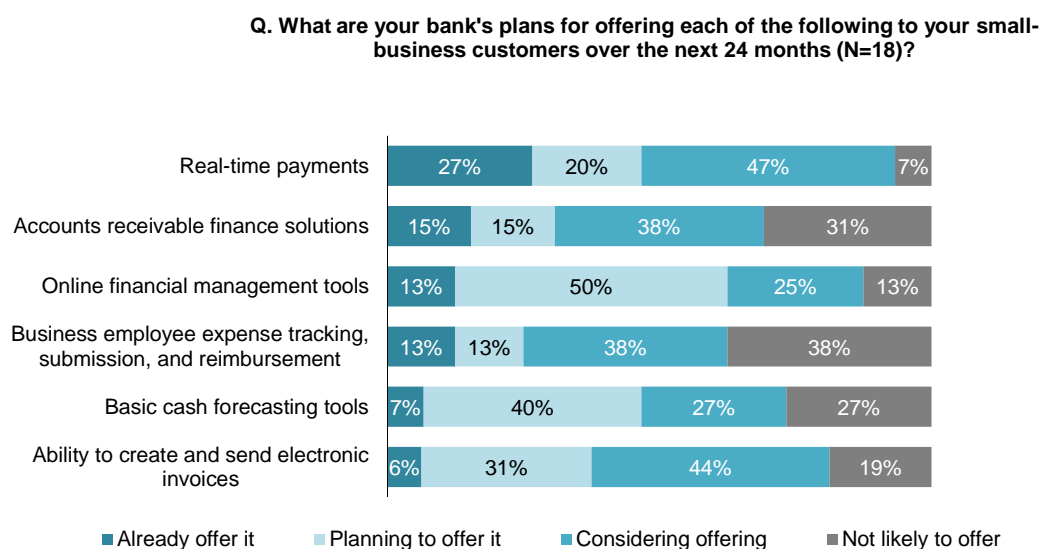 Q. What are your bank's plans for offering each of the following to your small-
business customers over the next 24 months (N=18)?
Real-time payments
27% 20% 47% 7%
Accounts receivable finance solutions
15% 15% 38% 31%
Online financial management tools
13% 50% 25% 13%
Business employee expense tracking,
submission, and reimbursement
13% 13% 38% 38%
Basic cash forecasting tools
7% 40% 27% 27%
Ability to create and send electronic
invoices
6% 31% 44% 19%
Already offer it Planning to offer it Considering offering Not likely to offer